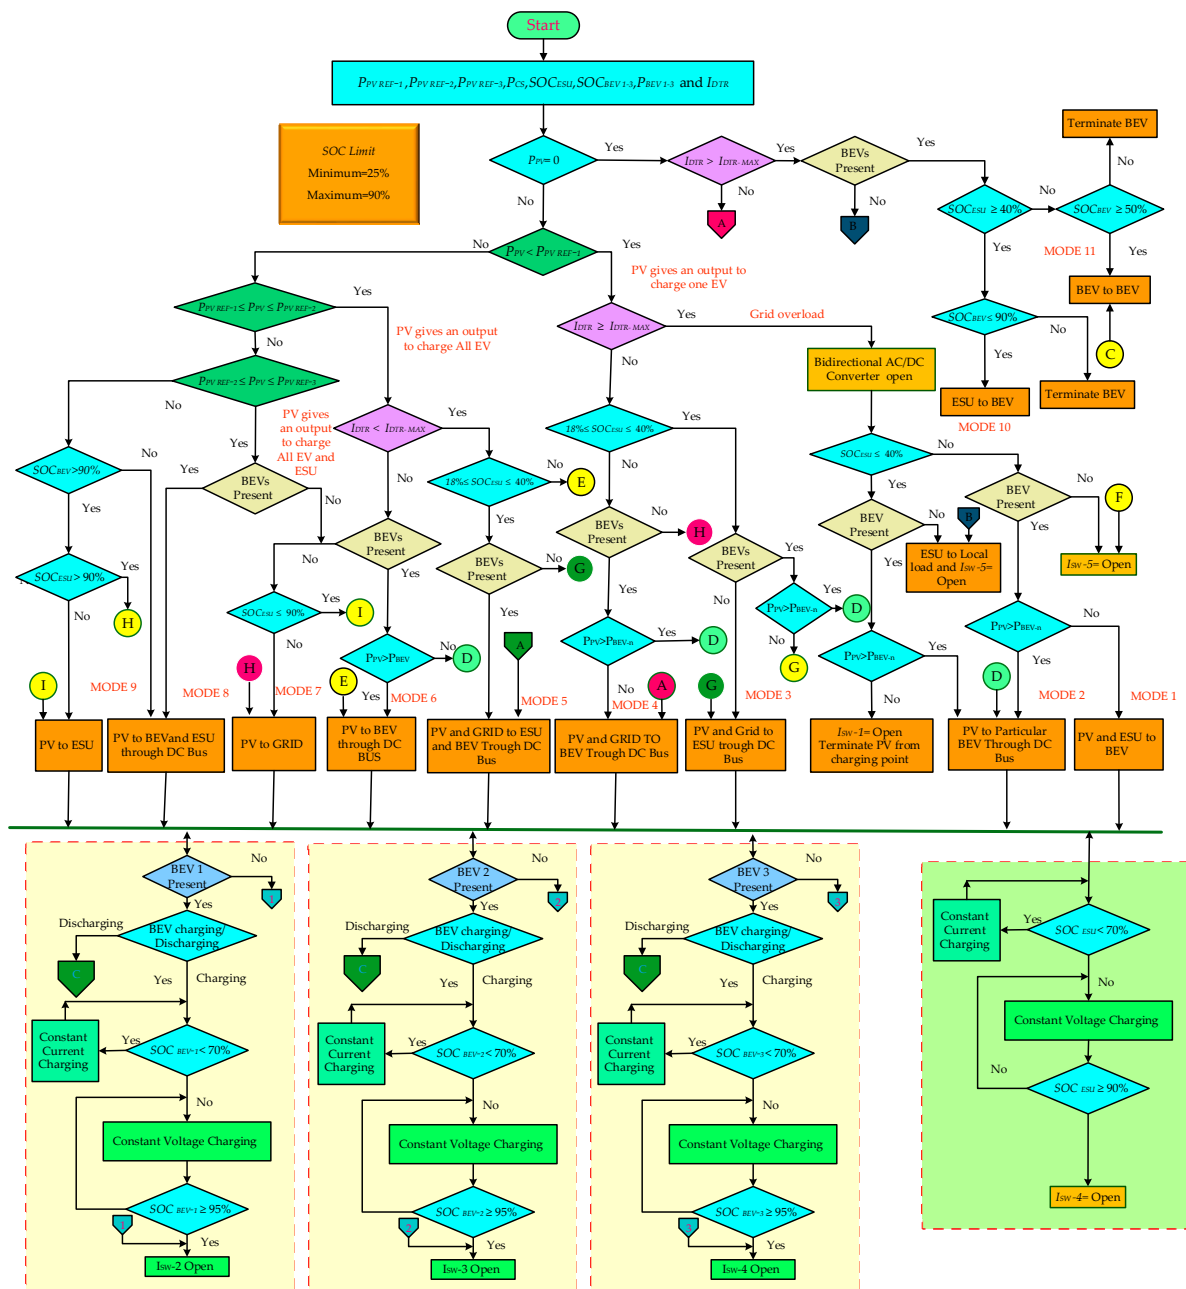 Start
PPV REF-1 ,PPV REF-2,PPV REF-3,PCS,SOCESU,SOCBEV 1-3,PBEV 1-3 and IDTR
SOC Limit
Minimum=25%
Maximum=90%
PPV= 0
Yes
No
IDTR > IDTR- MAX
Yes
No
A
BEVs
Present
Yes
No
B
Terminate BEV
No
SOCESU ≥ 40%
No
Yes
SOCBEV ≥ 50%
MODE 11
Yes
BEV to BEV
C
SOCBEV ≤ 90%
No
Yes
ESU to BEV
Terminate BEV
MODE 10
PPV < PPV REF-1
No
Yes
PV gives an output to
charge one EV
PPV REF-1 ≤ PPV ≤ PPV REF-2
Yes
No
PV gives an output
to charge All EV
IDTR ≥ IDTR- MAX
Yes
Grid overload
No
Bidirectional AC/DC
Converter open
PPV REF-2 ≤ PPV ≤ PPV REF-3
No
Yes
PV gives
an output
to charge
All EV and
ESU
IDTR < IDTR- MAX
Yes
No
18%≤ SOCESU ≤ 40%
Yes
No
SOCESU ≤ 40%
No
Yes
SOCBEV >90%
Yes
Yes
BEVs
Present
No
No
18%≤ SOCESU ≤ 40%
No
E
Yes
BEV
Present
No
Yes
F
BEVs
Present
No
H
Yes
BEV
Present
No
Yes
B
BEVs
Present
No
Yes
BEVs
Present
No
G
Yes
BEVs
Present
Yes
No
ESU to Local
load and ISW -5=
Open
ISW -5= Open
SOCESU > 90%
Yes
H
No
SOCESU ≤ 90%
Yes
I
No
PPV>PBEV-n
Yes
D
G
PPV>PBEV
No
D
Yes
A
PPV>PBEV-n
Yes
D
No
PPV>PBEV-n
Yes
No
PPV>PBEV-n
No
Yes
D
I
MODE 9
MODE 8
H
MODE 7
E
MODE 6
MODE 5
MODE 4
A
G
MODE 3
MODE 2
MODE 1
PV to ESU
PV to BEVand ESU
through DC Bus
PV to GRID
PV to BEV
through DC
BUS
PV and GRID to ESU
and BEV Trough DC
Bus
PV and GRID TO
BEV Trough DC Bus
PV and Grid to
ESU trough DC
Bus
ISW -1= Open
Terminate PV from
charging point
PV to Particular
BEV Through DC
Bus
PV and ESU to
BEV
BEV 1
Present
No
1
Yes
Discharging
BEV charging/
Discharging
C
Yes
Charging
Constant
Current
Charging
Yes
SOC BEV-1 < 70%
No
Constant Voltage Charging
SOC BEV-1 ≥ 95%
1
Yes
ISW-2 Open
BEV 2
Present
No
2
Yes
Discharging
BEV charging/
Discharging
C
Yes
Charging
Constant
Current
Charging
Yes
SOC BEV-2 < 70%
No
Constant Voltage Charging
SOC BEV-2 ≥ 95%
2
Yes
ISW-3 Open
BEV 3
Present
No
3
Yes
Discharging
BEV charging/
Discharging
C
Yes
Charging
Constant
Current
Charging
Yes
SOC BEV-3 < 70%
No
Constant Voltage Charging
SOC BEV-3 ≥ 95%
3
Yes
ISW-4 Open
Constant
Current
Charging
Yes
SOC ESU < 70%
No
Constant Voltage Charging
No
SOC ESU ≥ 90%
ISW -4= Open